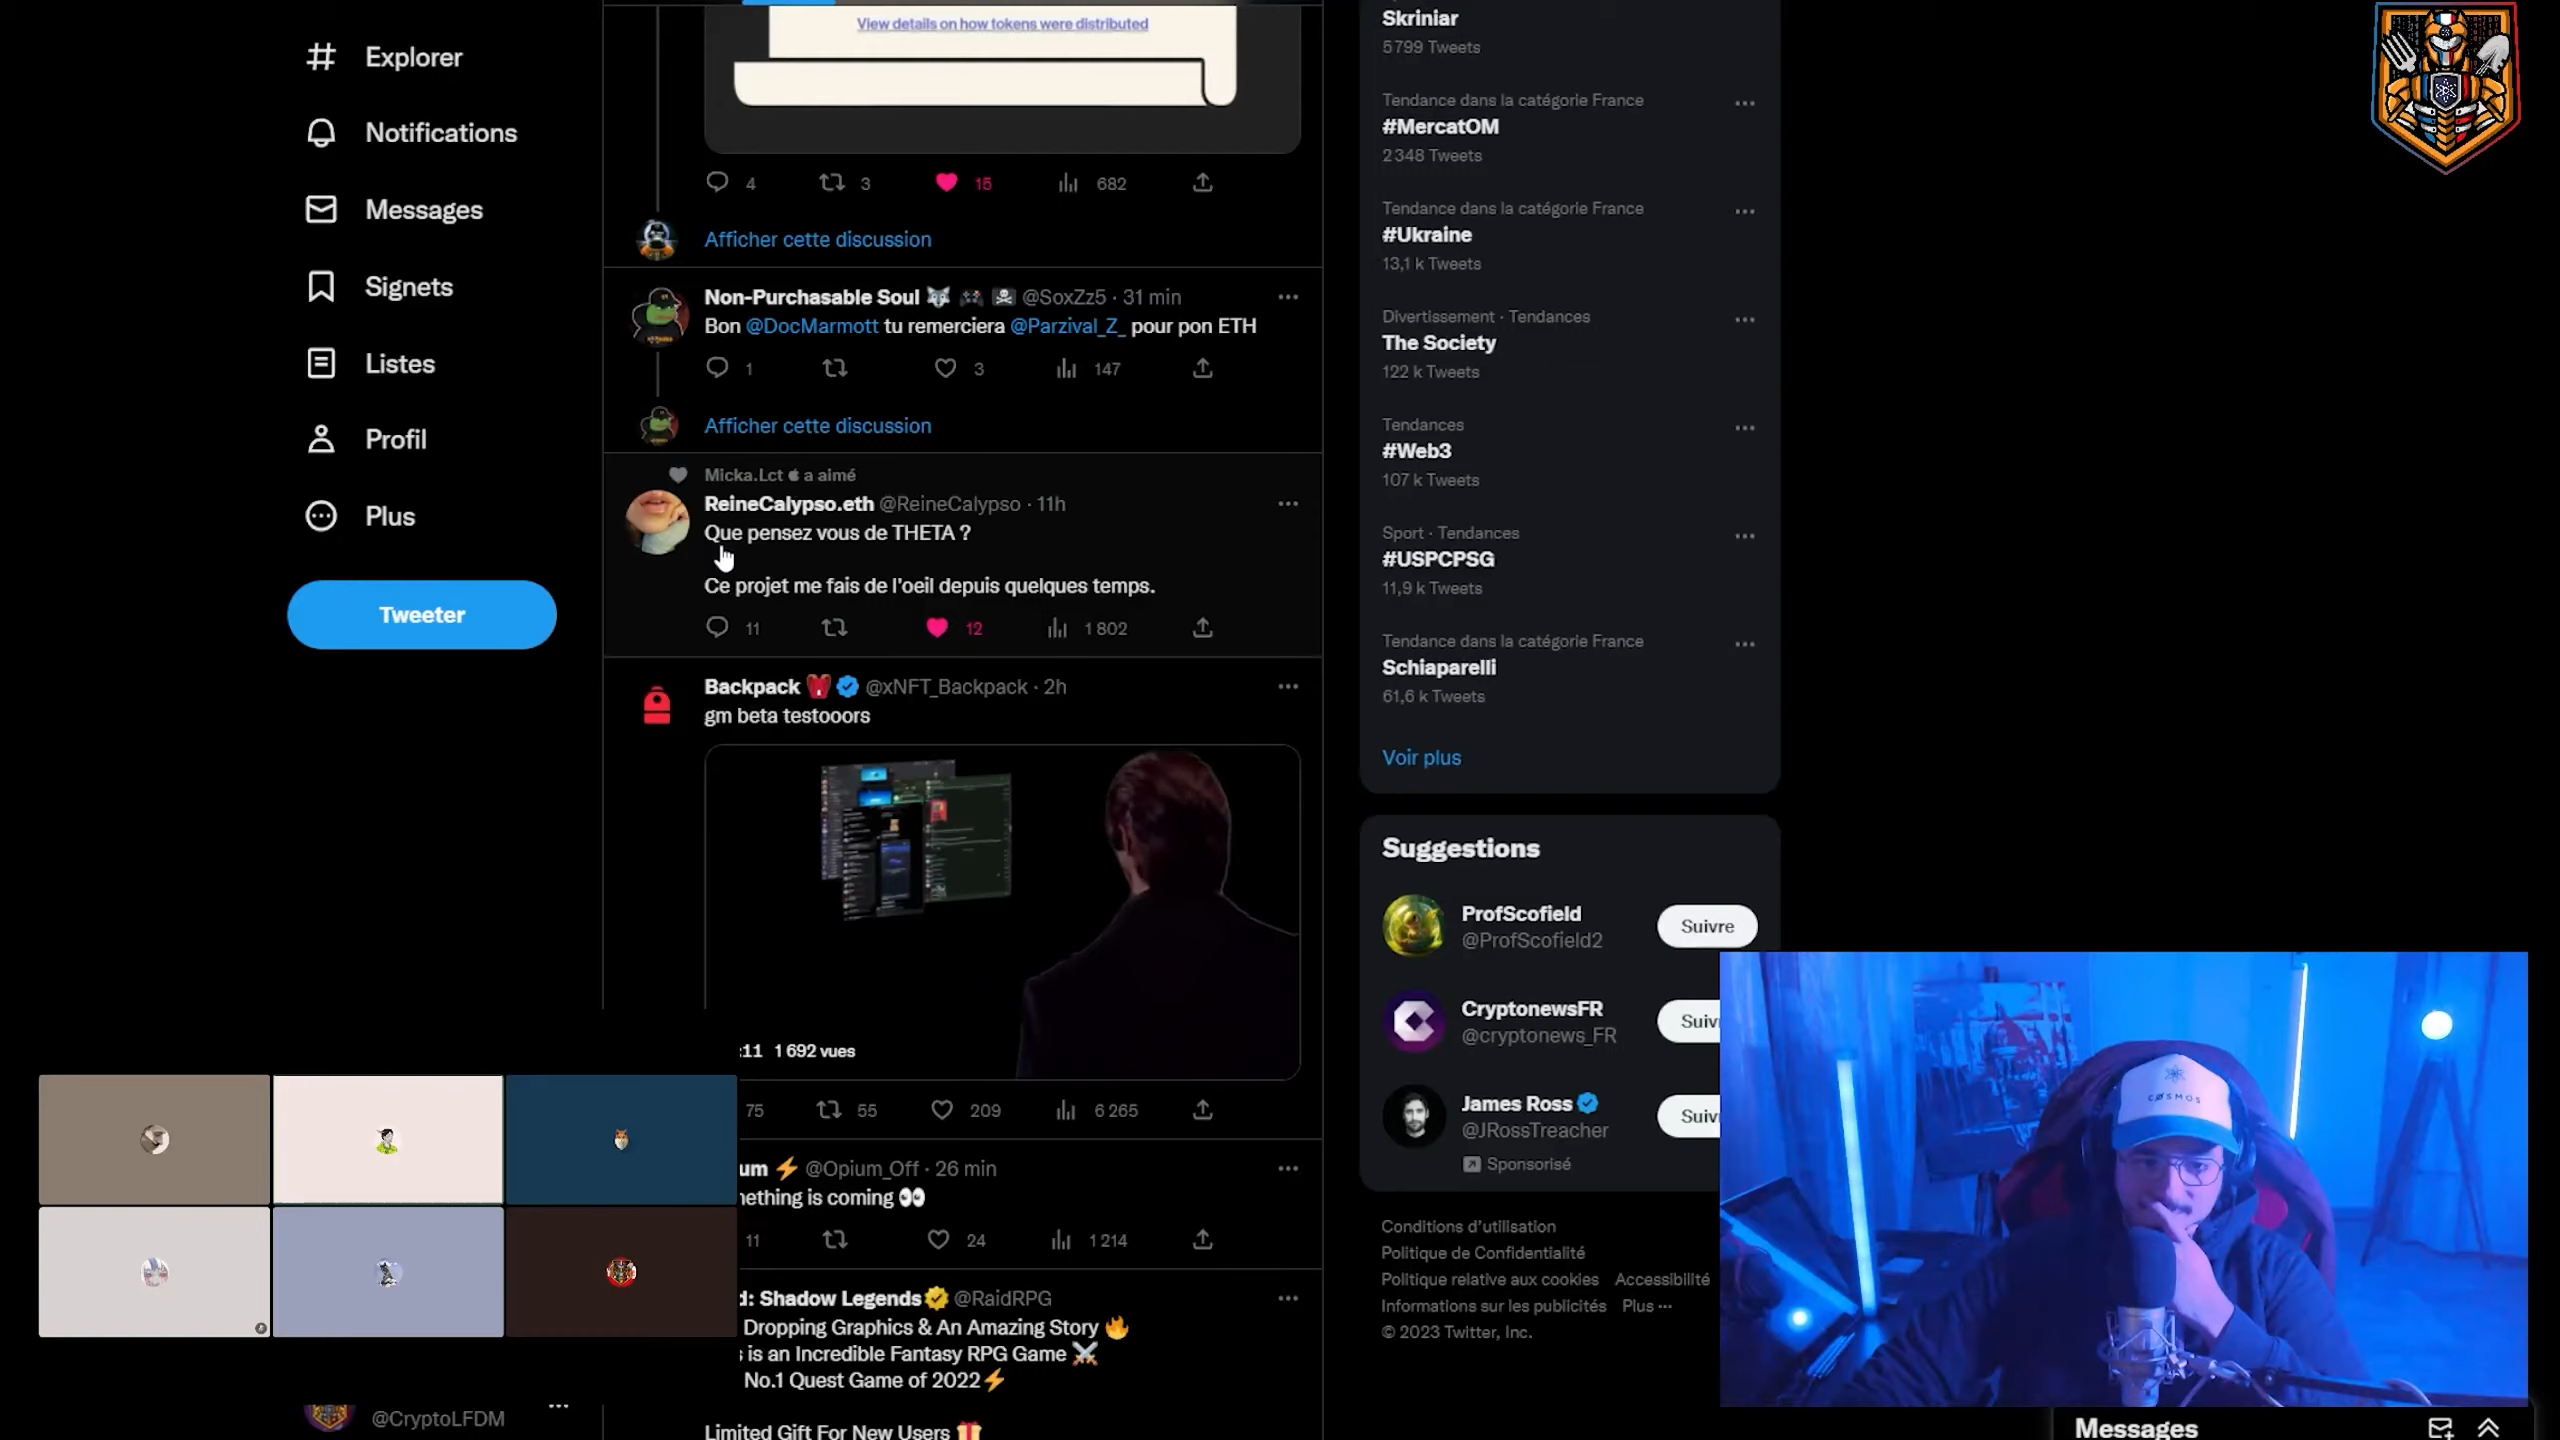 Explorer
Notifications
Messages
Signets
Listes
Profil
Plus
Tweeter
@CryptoLFDM
View details on how tokens were distributed
4 3 15 682
Afficher cette discussion
Non-Purchasable Soul @SoxZz5 · 31 min
Bon @DocMarmott tu remerciera @Parzival_Z_ pour pon ETH
1 3 147
Afficher cette discussion
Micka.Lct a aimé
ReineCalypso.eth @ReineCalypso · 11h
Que pensez vous de THETA ?
Ce projet me fais de l'oeil depuis quelques temps.
11 12 1 802
Backpack @xNFT_Backpack · 2h
gm beta testooors
:11 1 692 vues
75 55 209 6 265
um ⚡ @Opium_Off · 26 min
nething is coming 👀
11 24 1 214
d: Shadow Legends @RaidRPG
Dropping Graphics & An Amazing Story 🔥
s is an Incredible Fantasy RPG Game ⚔️
No.1 Quest Game of 2022⚡
Limited Gift For New Users 🎁
Skriniar
5 799 Tweets
Tendance dans la catégorie France
#MercatOM
2 348 Tweets
Tendance dans la catégorie France
#Ukraine
13,1 k Tweets
Divertissement · Tendances
The Society
122 k Tweets
Tendances
#Web3
107 k Tweets
Sport · Tendances
#USPCPSG
11,9 k Tweets
Tendance dans la catégorie France
Schiaparelli
61,6 k Tweets
Voir plus
Suggestions
ProfScofield
@ProfScofield2
Suivre
CryptonewsFR
@cryptonews_FR
Suiv
James Ross
@JRossTreacher
Suiv
Sponsorisé
Conditions d'utilisation
Politique de Confidentialité
Politique relative aux cookies Accessibilité
Informations sur les publicités Plus ···
© 2023 Twitter, Inc.
COSMOS
Messages